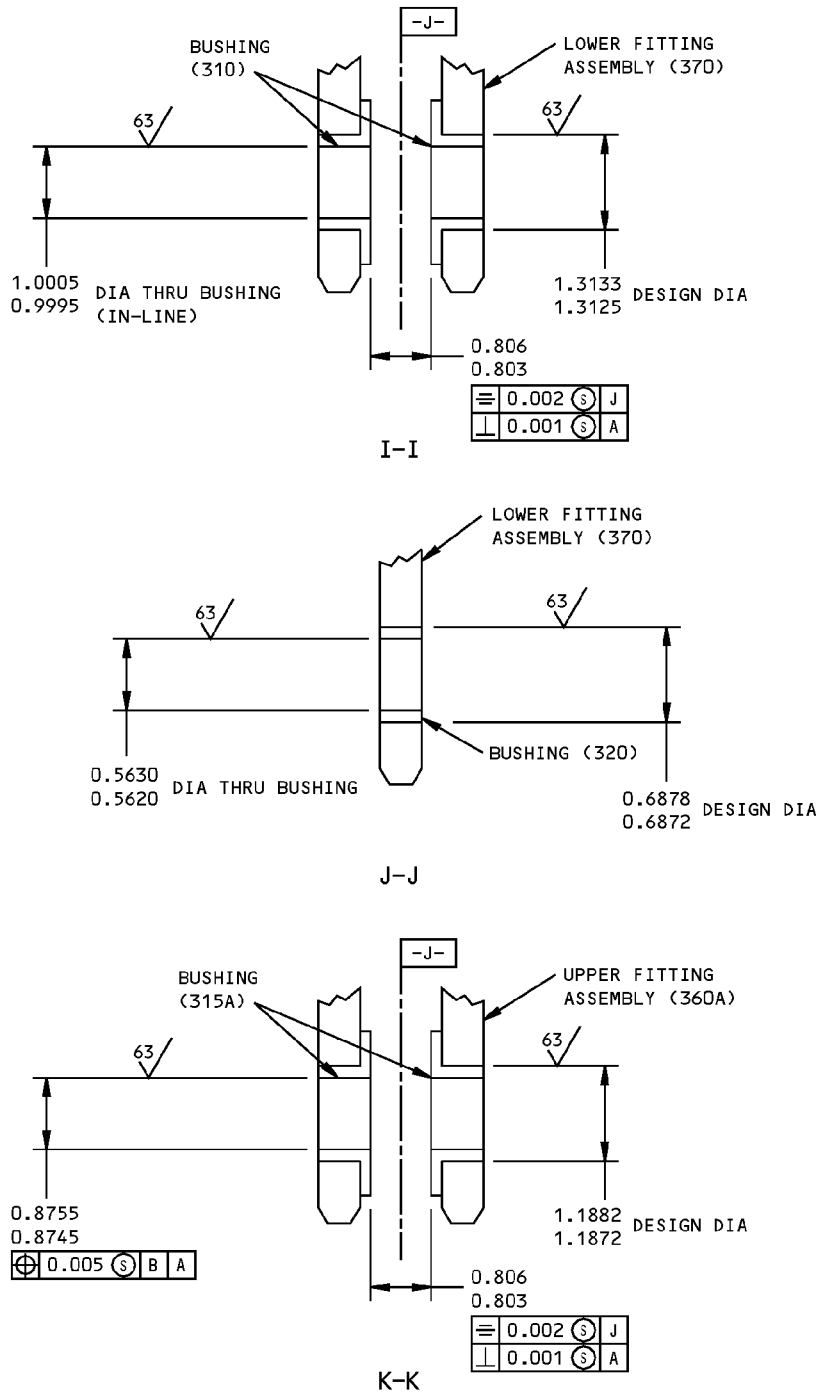 -J-
BUSHING
(310)
LOWER FITTING
ASSEMBLY (370)
63
63
1.0005
0.9995
DIA THRU BUSHING
(IN-LINE)
1.3133
1.3125
DESIGN DIA
0.806
0.803
⌯ 0.002 Ⓢ J
⊥ 0.001 Ⓢ A
I-I
LOWER FITTING
ASSEMBLY (370)
63
63
BUSHING (320)
0.5630
0.5620
DIA THRU BUSHING
0.6878
0.6872
DESIGN DIA
J-J
-J-
BUSHING
(315A)
UPPER FITTING
ASSEMBLY (360A)
63
63
0.8755
0.8745
⌖ 0.005 Ⓢ B A
1.1882
1.1872
DESIGN DIA
0.806
0.803
⌯ 0.002 Ⓢ J
⊥ 0.001 Ⓢ A
K-K